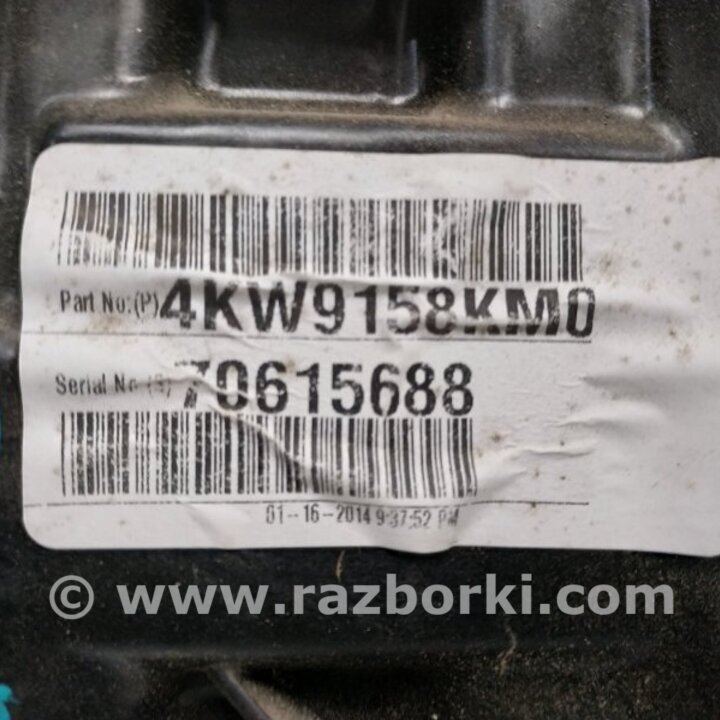 Part No:(P)4KW9158KM0
Serial No (S)70615688
01-16-2014 9:37:52 PM
© www.razborki.com